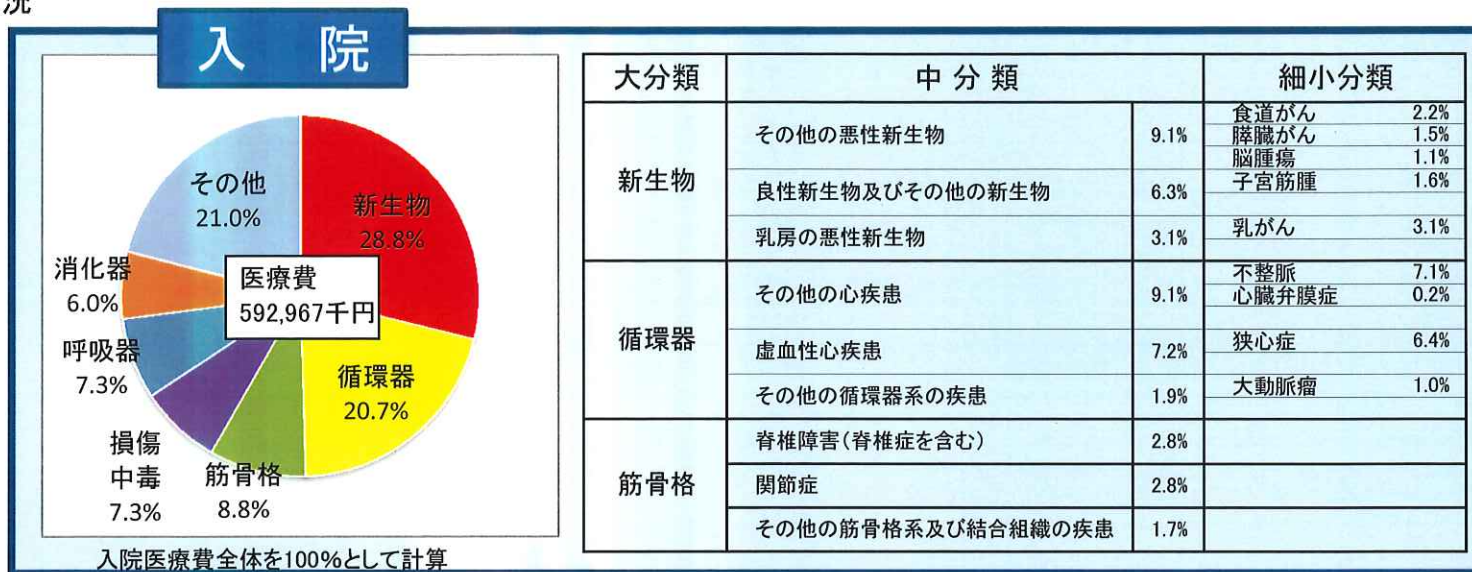 況
入 院
その他
21.0%
新生物
28.8%
消化器
6.0%
医療費
592,967千円
呼吸器
7.3%
循環器
20.7%
損傷
中毒
7.3%
筋骨格
8.8%
入院医療費全体を100%として計算
大分類 中分類 細小分類
新生物
その他の悪性新生物 9.1%
食道がん 2.2%
膵臓がん 1.5%
脳腫瘍 1.1%
良性新生物及びその他の新生物 6.3%
子宮筋腫 1.6%
乳房の悪性新生物 3.1%
乳がん 3.1%
循環器
その他の心疾患 9.1%
不整脈 7.1%
心臓弁膜症 0.2%
虚血性心疾患 7.2%
狭心症 6.4%
その他の循環器系の疾患 1.9%
大動脈瘤 1.0%
筋骨格
脊椎障害(脊椎症を含む) 2.8%
関節症 2.8%
その他の筋骨格系及び結合組織の疾患 1.7%